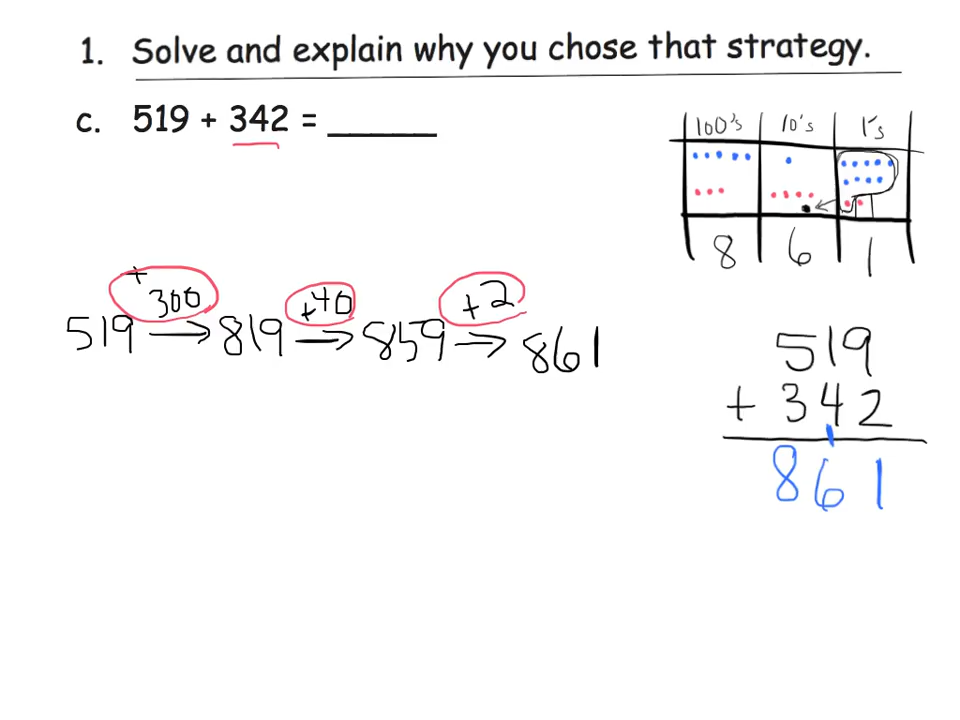 1. Solve and explain why you chose that strategy.
c. 519 + 342 = ______
100's 10's 1's
8 6 1
+300 +40 +2
519 → 819 → 859 → 861
519
+ 342
861